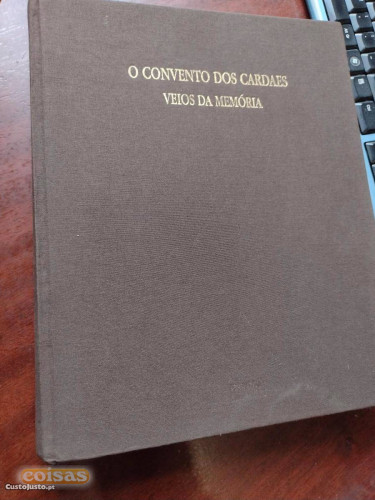 O CONVENTO DOS CARDAES
VEIOS DA MEMÓRIA
coisas
CustoJusto.pt